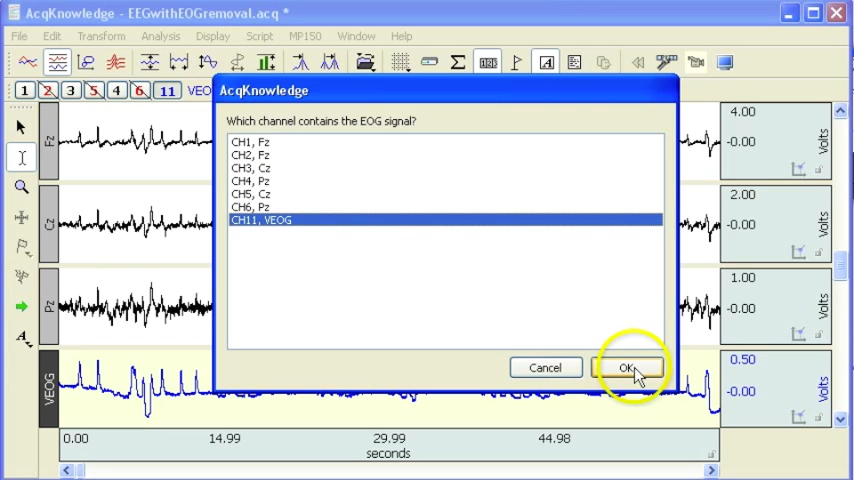 AcqKnowledge - EEGwithEOGremoval.acq *
File Edit Transform Analysis Display Script MP150 Window Help
1 2 3 5 4 6 11 VEO
AcqKnowledge
Which channel contains the EOG signal?
CH1, Fz
CH2, Fz
CH3, Cz
CH4, Pz
CH5, Cz
CH6, Pz
CH11, VEOG
Cancel OK
Fz
4.00
-0.00
Volts
Cz
2.00
-0.00
Volts
Pz
1.00
-0.00
Volts
VEOG
0.50
-0.00
Volts
0.00 14.99 29.99 44.98
seconds